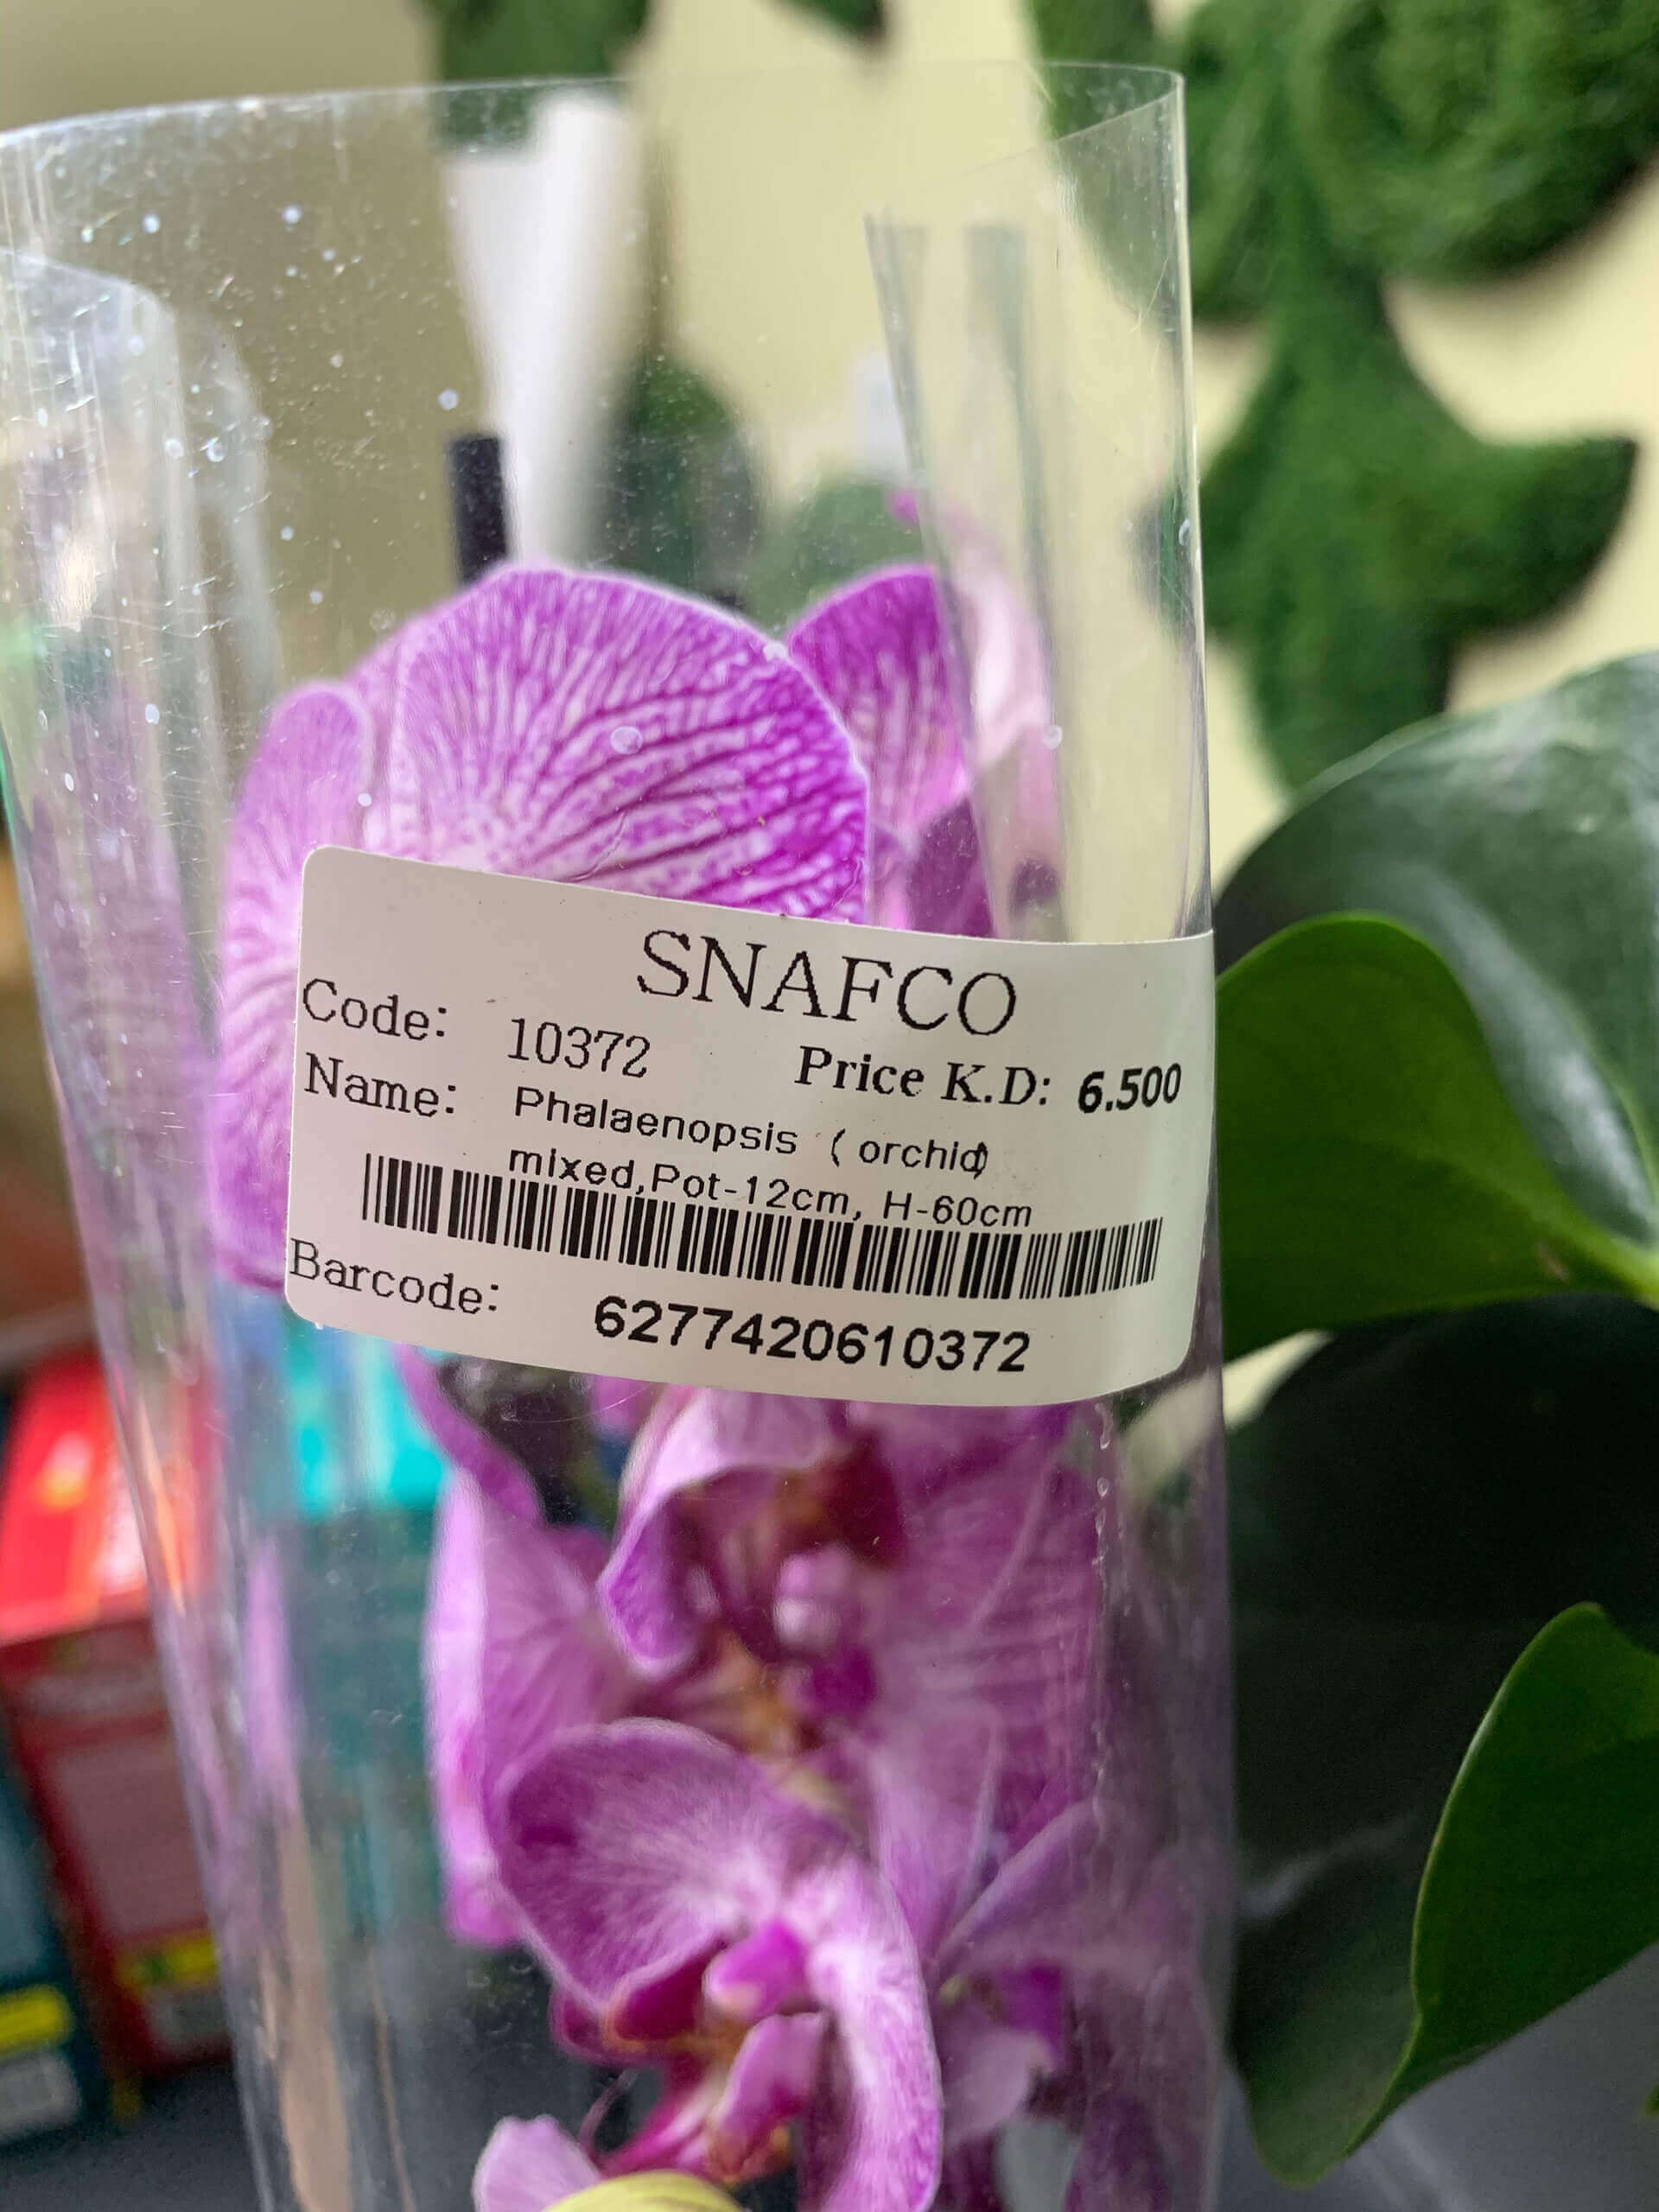 SNAFCO
Code: 10372 Price K.D: 6.500
Name: Phalaenopsis (orchid)
mixed,Pot-12cm, H-60cm
Barcode: 6277420610372